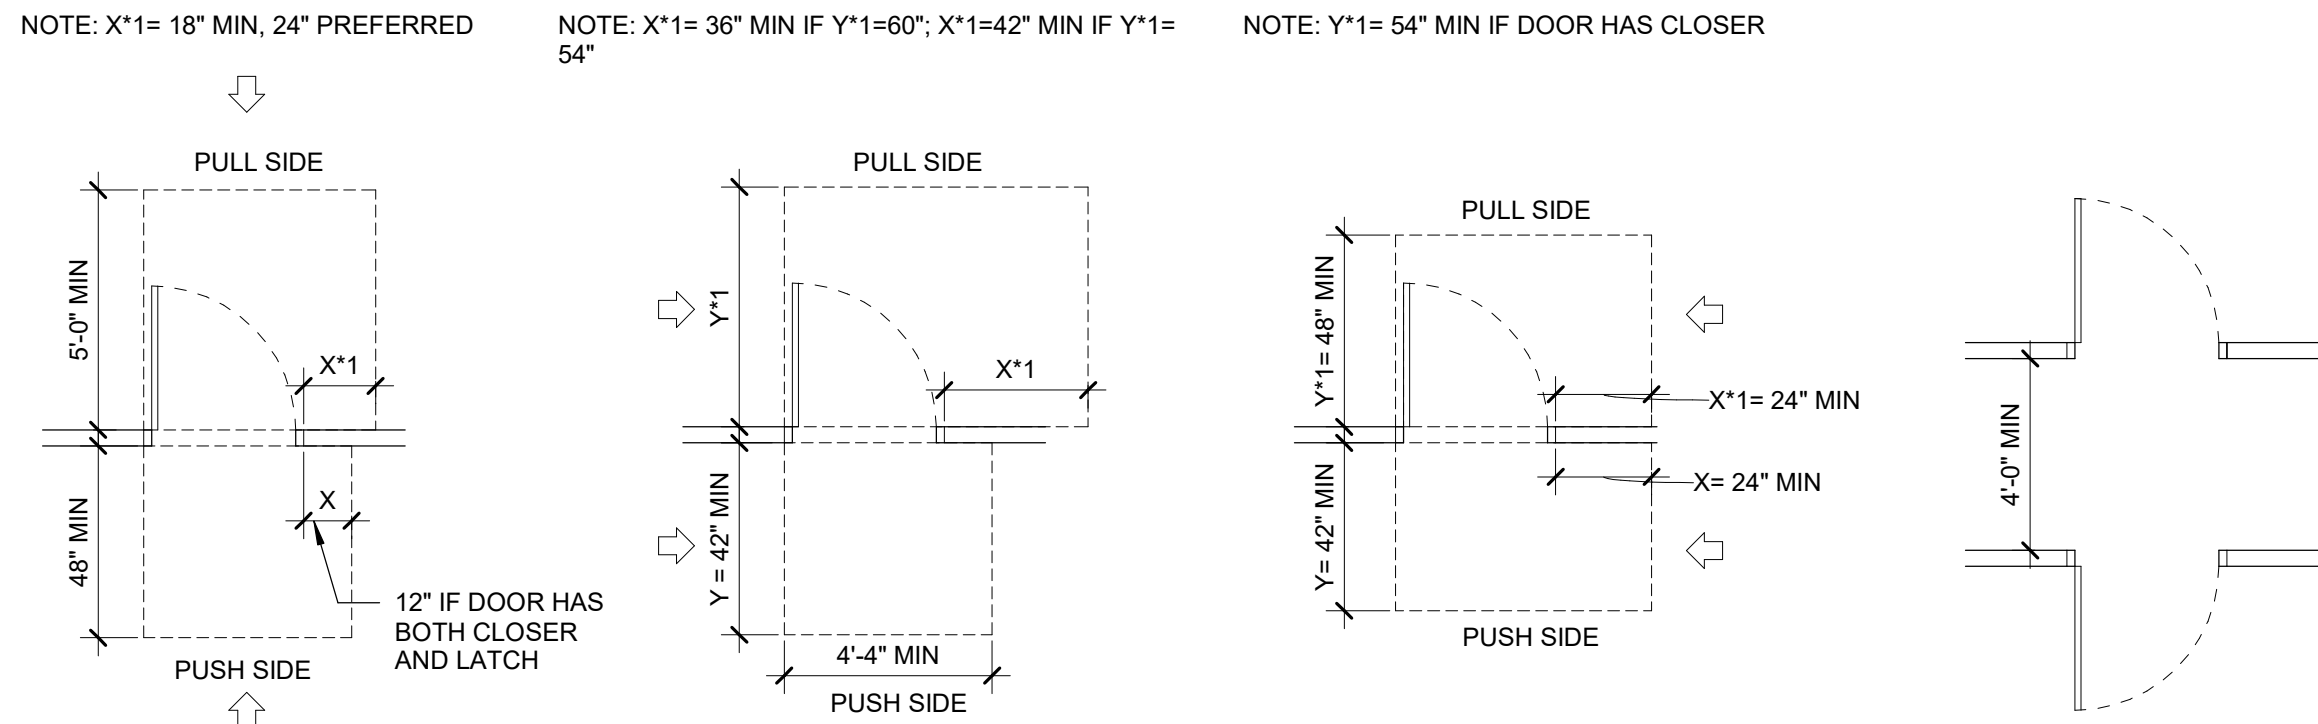 NOTE: X*1= 18" MIN, 24" PREFERRED
NOTE: X*1= 36" MIN IF Y*1=60"; X*1=42" MIN IF Y*1=
54"
NOTE: Y*1= 54" MIN IF DOOR HAS CLOSER
PULL SIDE
5'-0" MIN
X*1
48" MIN
X
12" IF DOOR HAS
BOTH CLOSER
AND LATCH
PUSH SIDE
PULL SIDE
Y*1
X*1
Y = 42" MIN
4'-4" MIN
PUSH SIDE
PULL SIDE
Y*1= 48" MIN
X*1= 24" MIN
Y= 42" MIN
X= 24" MIN
PUSH SIDE
4'-0" MIN